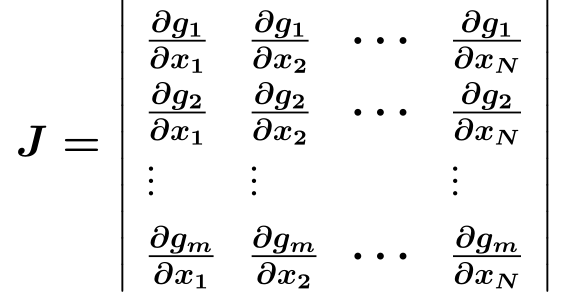 J = | ∂g₁/∂x₁ ∂g₁/∂x₂ ⋯ ∂g₁/∂x_N |
| ∂g₂/∂x₁ ∂g₂/∂x₂ ⋯ ∂g₂/∂x_N |
| ⋮ ⋮ ⋮ |
| ∂g_m/∂x₁ ∂g_m/∂x₂ ⋯ ∂g_m/∂x_N |